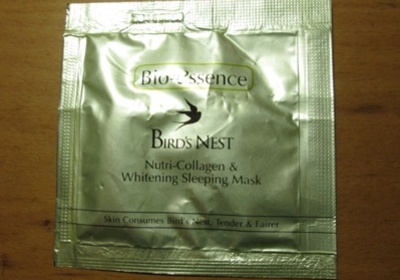 Bio-essence
BIRD'S NEST
Nutri-Collagen &
Whitening Sleeping Mask
Skin Consumes Bird's Nest, Tender & Fairer